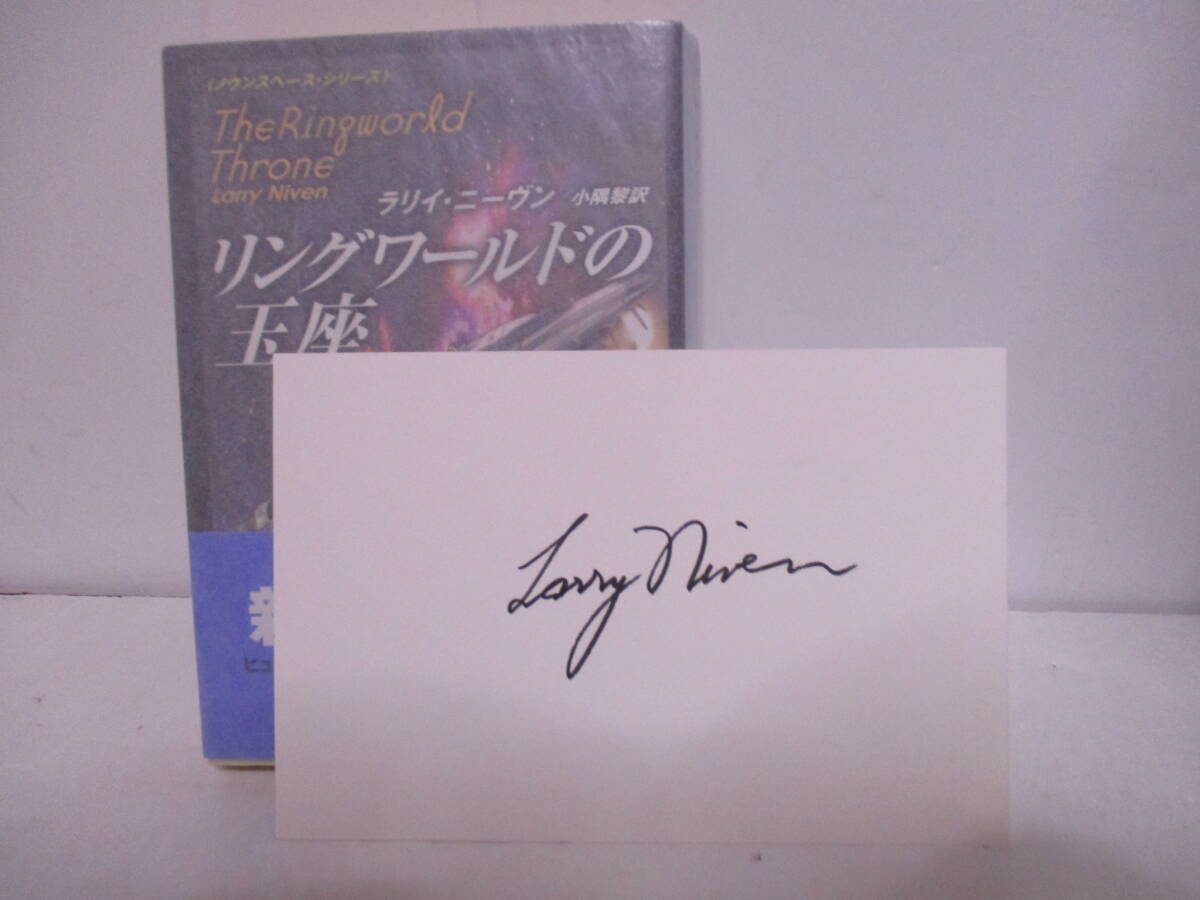 〈ノウンスペース・シリーズ〉
The Ringworld
Throne
Larry Niven
ラリイ・ニーヴン 小隅黎訳
リングワールドの
玉座
Larry Niven